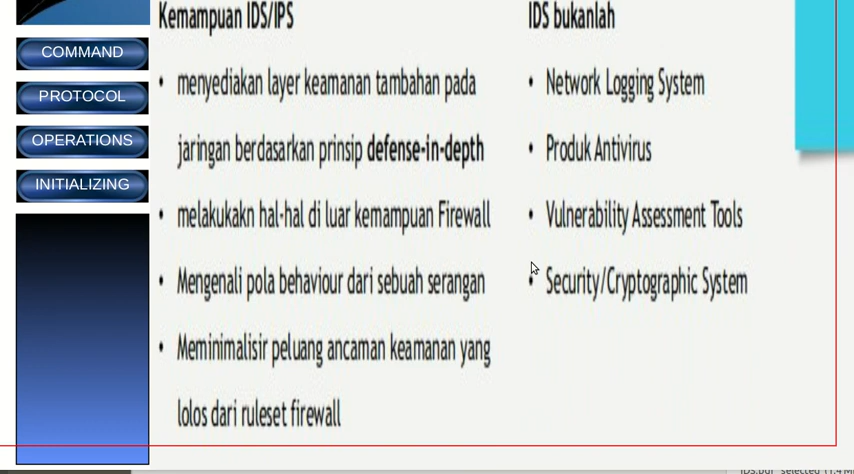 COMMAND
PROTOCOL
OPERATIONS
INITIALIZING
Kemampuan IDS/IPS
• menyediakan layer keamanan tambahan pada
jaringan berdasarkan prinsip defense-in-depth
• melakukakn hal-hal di luar kemampuan Firewall
• Mengenali pola behaviour dari sebuah serangan
• Meminimalisir peluang ancaman keamanan yang
lolos dari ruleset firewall
IDS bukanlah
• Network Logging System
• Produk Antivirus
• Vulnerability Assessment Tools
• Security/Cryptographic System